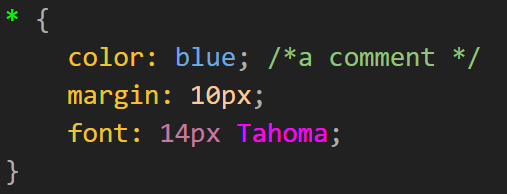 * {
color: blue; /*a comment */
margin: 10px;
font: 14px Tahoma;
}